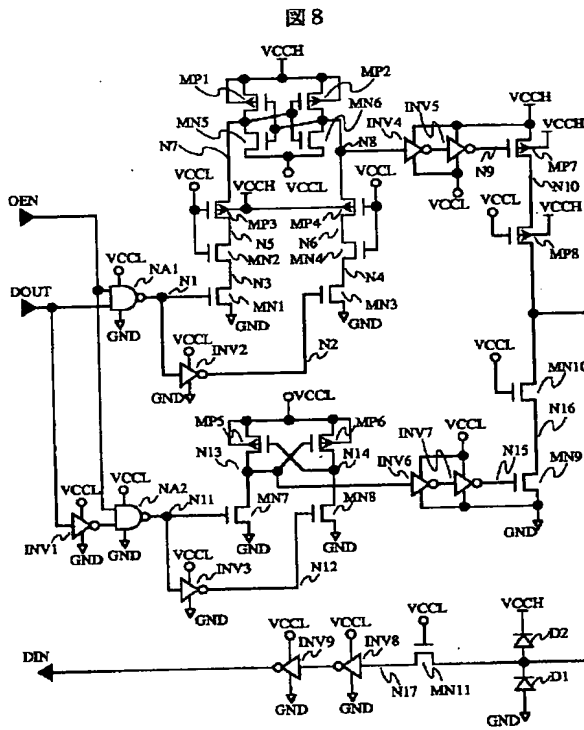 図8
VCCH
MP1
MP2
MN5
MN6
INV4
INV5
VCCH
VCCH
N7
N8
N9
MP7
VCCL
VCCH
VCCL
VCCL
VCCL
N10
VCCH
OEN
MP3
MP4
VCCL
N5
N6
MP8
VCCL
NA1
MN2
MN4
N1
N3
N4
DOUT
MN1
MN3
GND
GND
GND
VCCL
VCCL
INV2
N2
MN10
GND
VCCL
N16
MP5
MP6
VCCL
N13
N14
INV7
VCCL
INV6
N15
MN9
VCCL
VCCL
NA2
N11
MN7
MN8
GND
GND
GND
INV1
GND
GND
VCCL
INV3
N12
GND
VCCL
VCCH
VCCL
VCCL
INV9
INV8
D2
DIN
N17
MN11
D1
GND
GND
GND